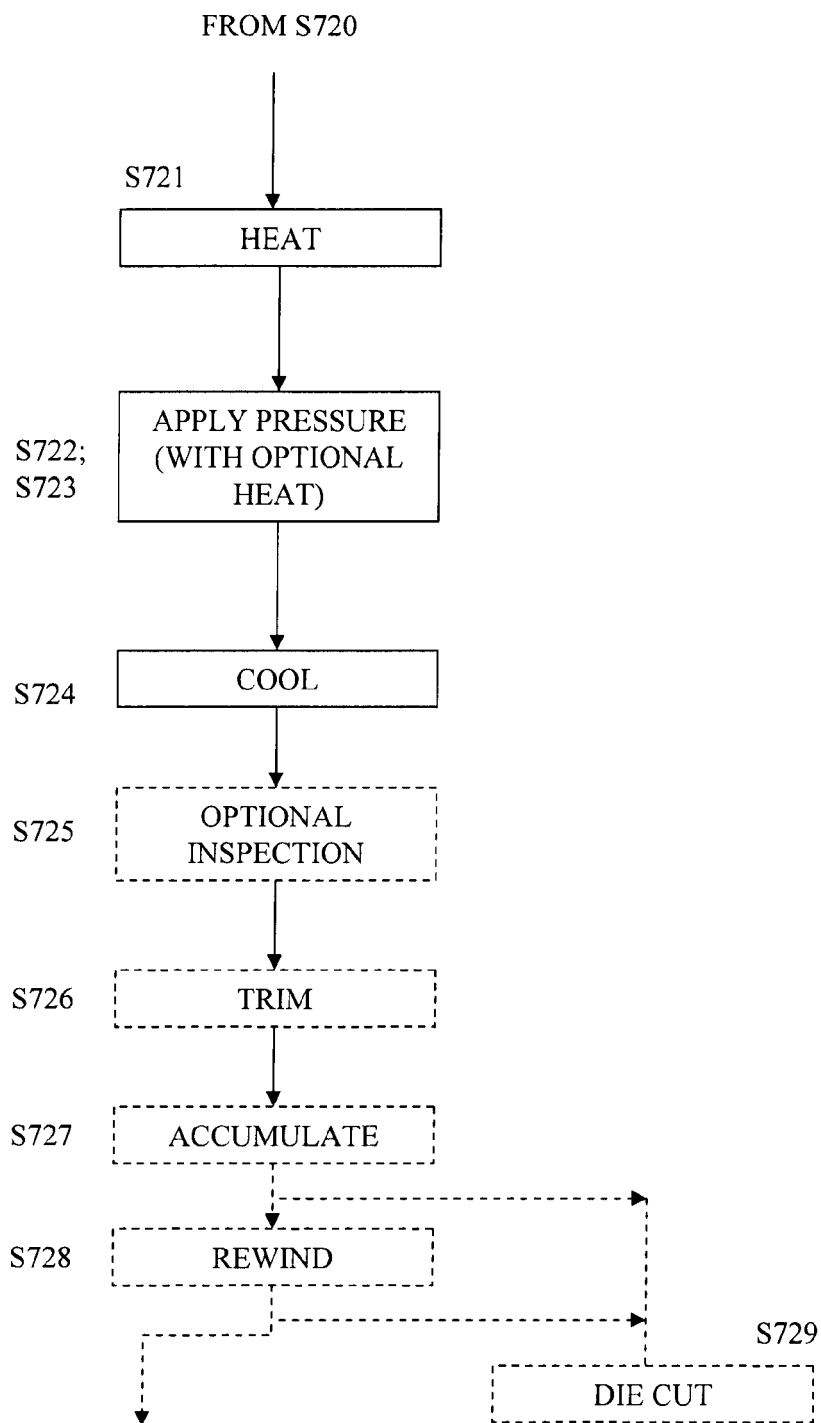 FROM S720
S721
HEAT
S722;
S723
APPLY PRESSURE
(WITH OPTIONAL
HEAT)
S724
COOL
S725
OPTIONAL
INSPECTION
S726
TRIM
S727
ACCUMULATE
S728
REWIND
S729
DIE CUT